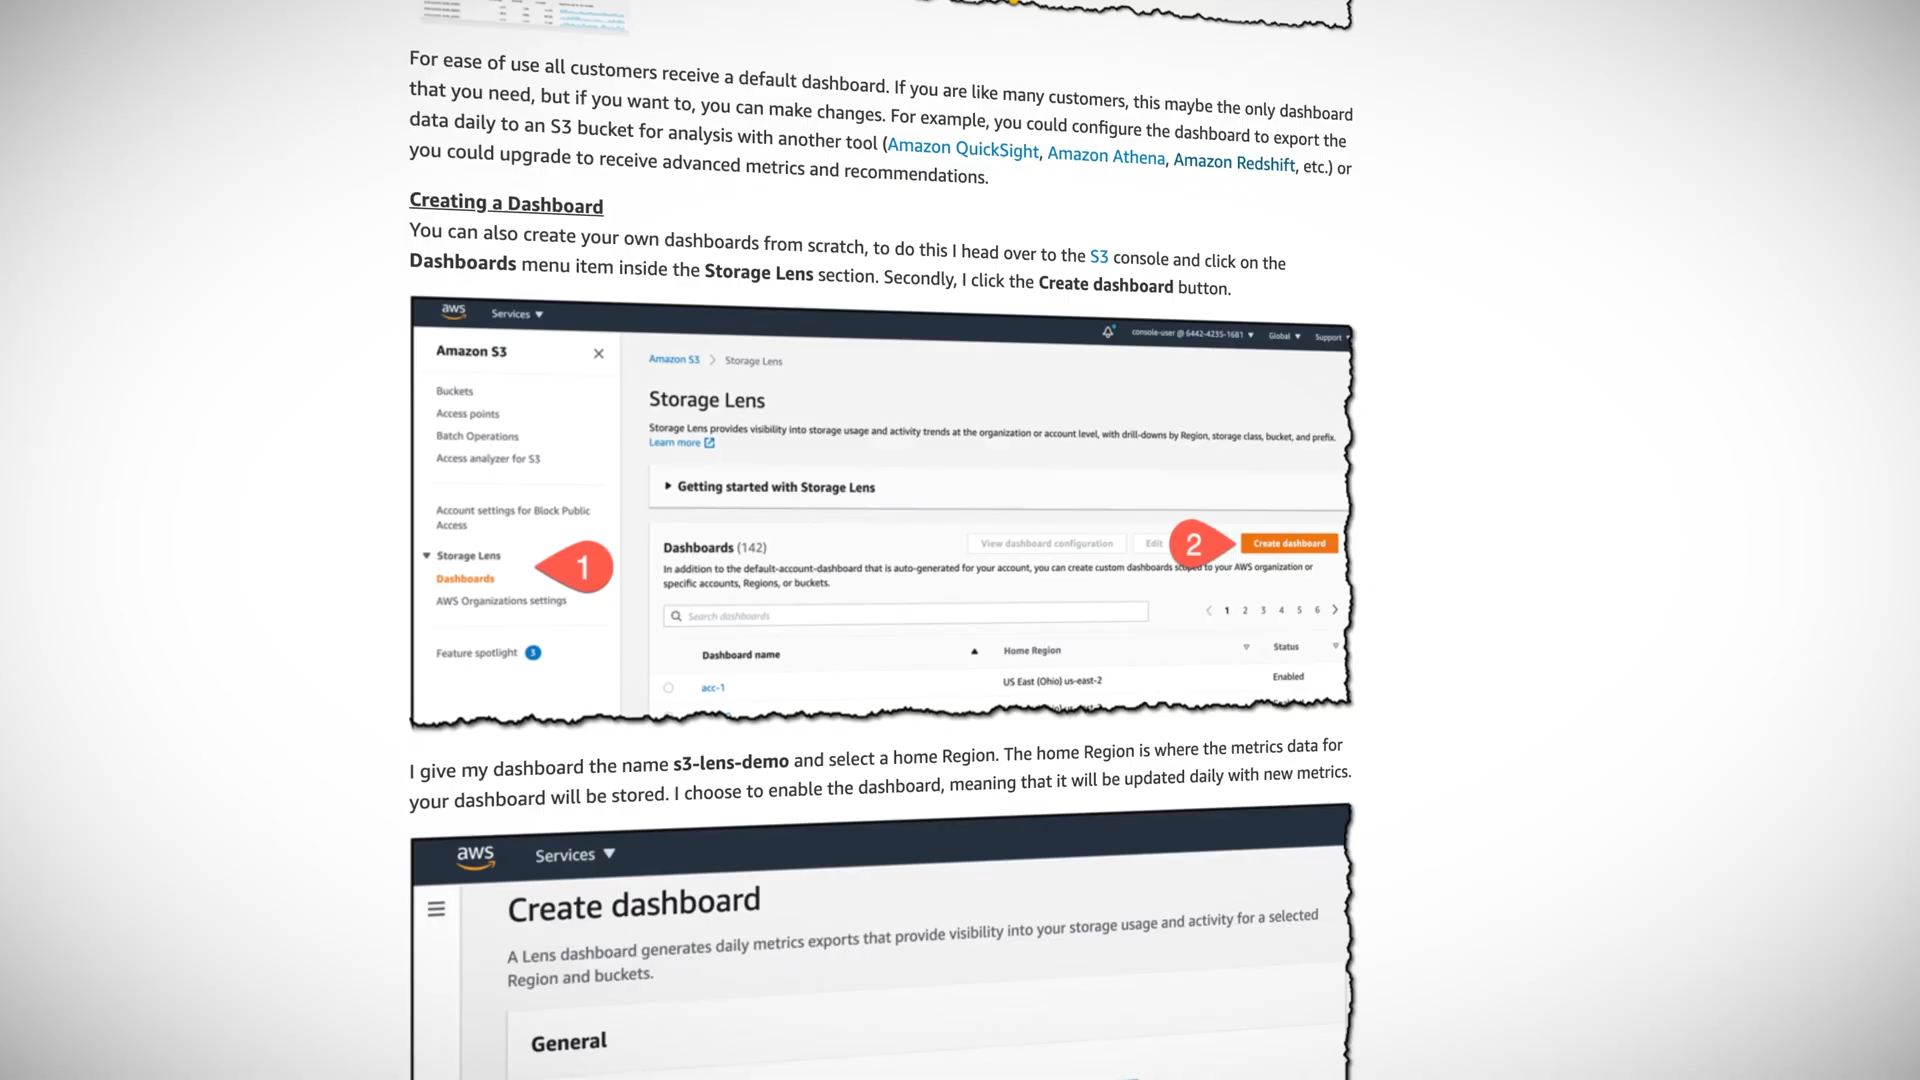 For ease of use all customers receive a default dashboard. If you are like many customers, this maybe the only dashboard
that you need, but if you want to, you can make changes. For example, you could configure the dashboard to export the
data daily to an S3 bucket for analysis with another tool (Amazon QuickSight, Amazon Athena, Amazon Redshift, etc.) or
you could upgrade to receive advanced metrics and recommendations.
Creating a Dashboard
You can also create your own dashboards from scratch, to do this I head over to the S3 console and click on the
Dashboards menu item inside the Storage Lens section. Secondly, I click the Create dashboard button.
aws Services
console-user @ 6442-4235-1681 Global Support
Amazon S3
Buckets
Access points
Batch Operations
Access analyzer for S3
Account settings for Block Public
Access
Storage Lens
Dashboards
AWS Organizations settings
1
Feature spotlight 3
Amazon S3 > Storage Lens
Storage Lens
Storage Lens provides visibility into storage usage and activity trends at the organization or account level, with drill-downs by Region, storage class, bucket, and prefix.
Learn more
Getting started with Storage Lens
Dashboards (142)
View dashboard configuration
Edit
2
Create dashboard
In addition to the default-account-dashboard that is auto-generated for your account, you can create custom dashboards to your AWS organization or
specific accounts, Regions, or buckets.
Search dashboards
1 2 3 4 5 6
Dashboard name Home Region Status
acc-1 US East (Ohio) us-east-2 Enabled
I give my dashboard the name s3-lens-demo and select a home Region. The home Region is where the metrics data for
your dashboard will be stored. I choose to enable the dashboard, meaning that it will be updated daily with new metrics.
aws Services
Create dashboard
A Lens dashboard generates daily metrics exports that provide visibility into your storage usage and activity for a selected
Region and buckets.
General